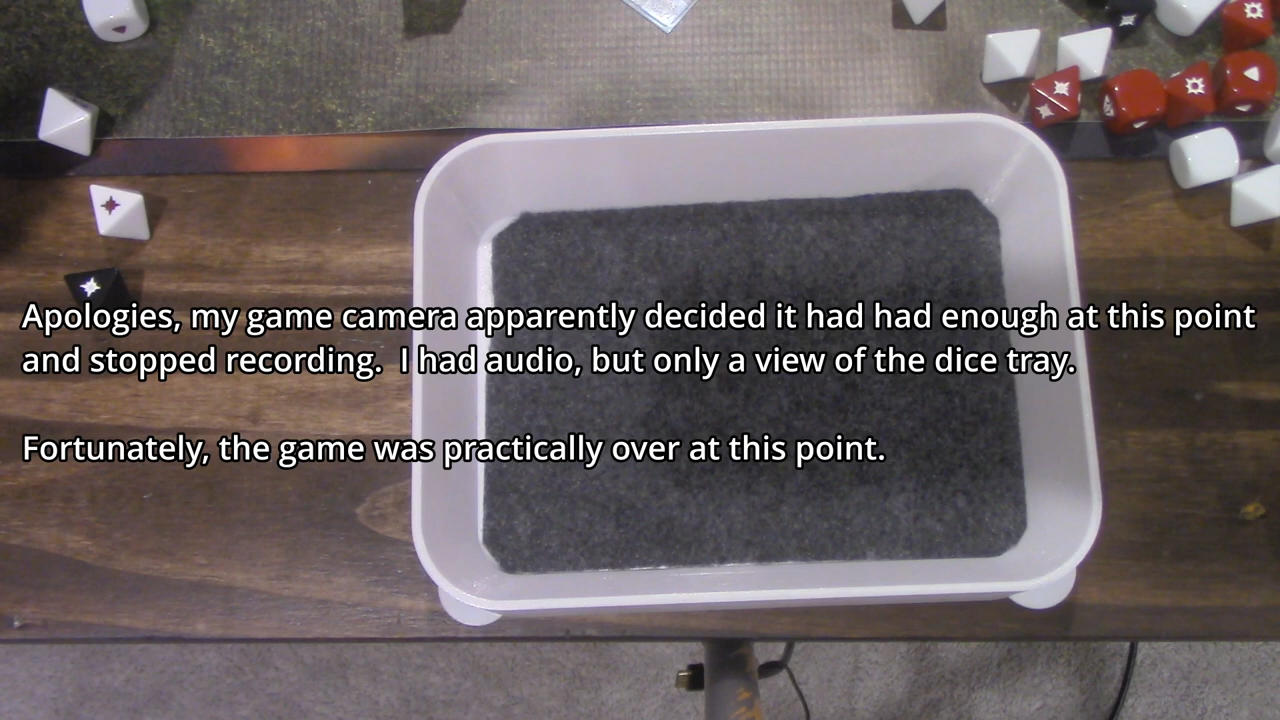 Apologies, my game camera apparently decided it had had enough at this point
and stopped recording.  I had audio, but only a view of the dice tray.
Fortunately, the game was practically over at this point.